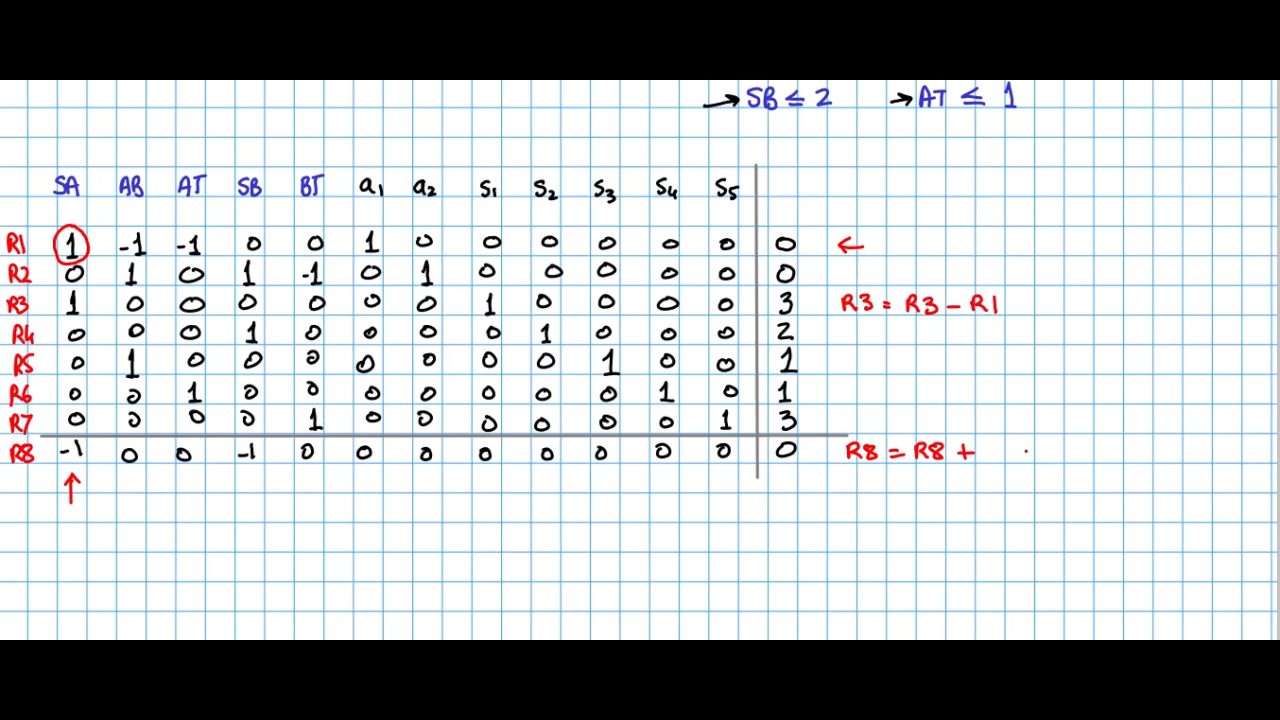 → SB ≤ 2 → AT ≤ 1
SA AB AT SB BT a1 a2 S1 S2 S3 S4 S5
R1 1 -1 -1 0 0 1 0 0 0 0 0 0 0 ←
R2 0 1 0 1 -1 0 1 0 0 0 0 0 0
R3 1 0 0 0 0 0 0 1 0 0 0 0 3 R3 = R3 - R1
R4 0 0 0 1 0 0 0 0 1 0 0 0 2
R5 0 1 0 0 0 0 0 0 0 1 0 0 1
R6 0 0 1 0 0 0 0 0 0 0 1 0 1
R7 0 0 0 0 1 0 0 0 0 0 0 1 3
R8 -1 0 0 -1 0 0 0 0 0 0 0 0 0 R8 = R8 +
↑